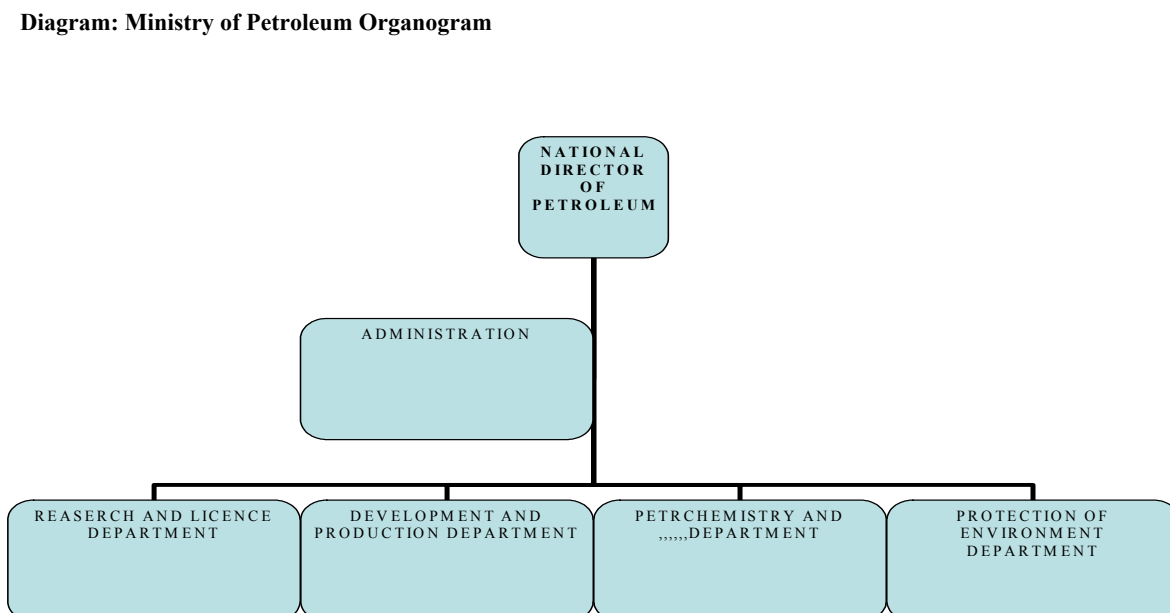 Diagram: Ministry of Petroleum Organogram
NATIONAL
DIRECTOR
OF
PETROLEUM
ADMINISTRATION
REASERCH AND LICENCE
DEPARTMENT
DEVELOPMENT AND
PRODUCTION DEPARTMENT
PETRCHEMISTRY AND
,,,,,,DEPARTMENT
PROTECTION OF
ENVIRONMENT
DEPARTMENT